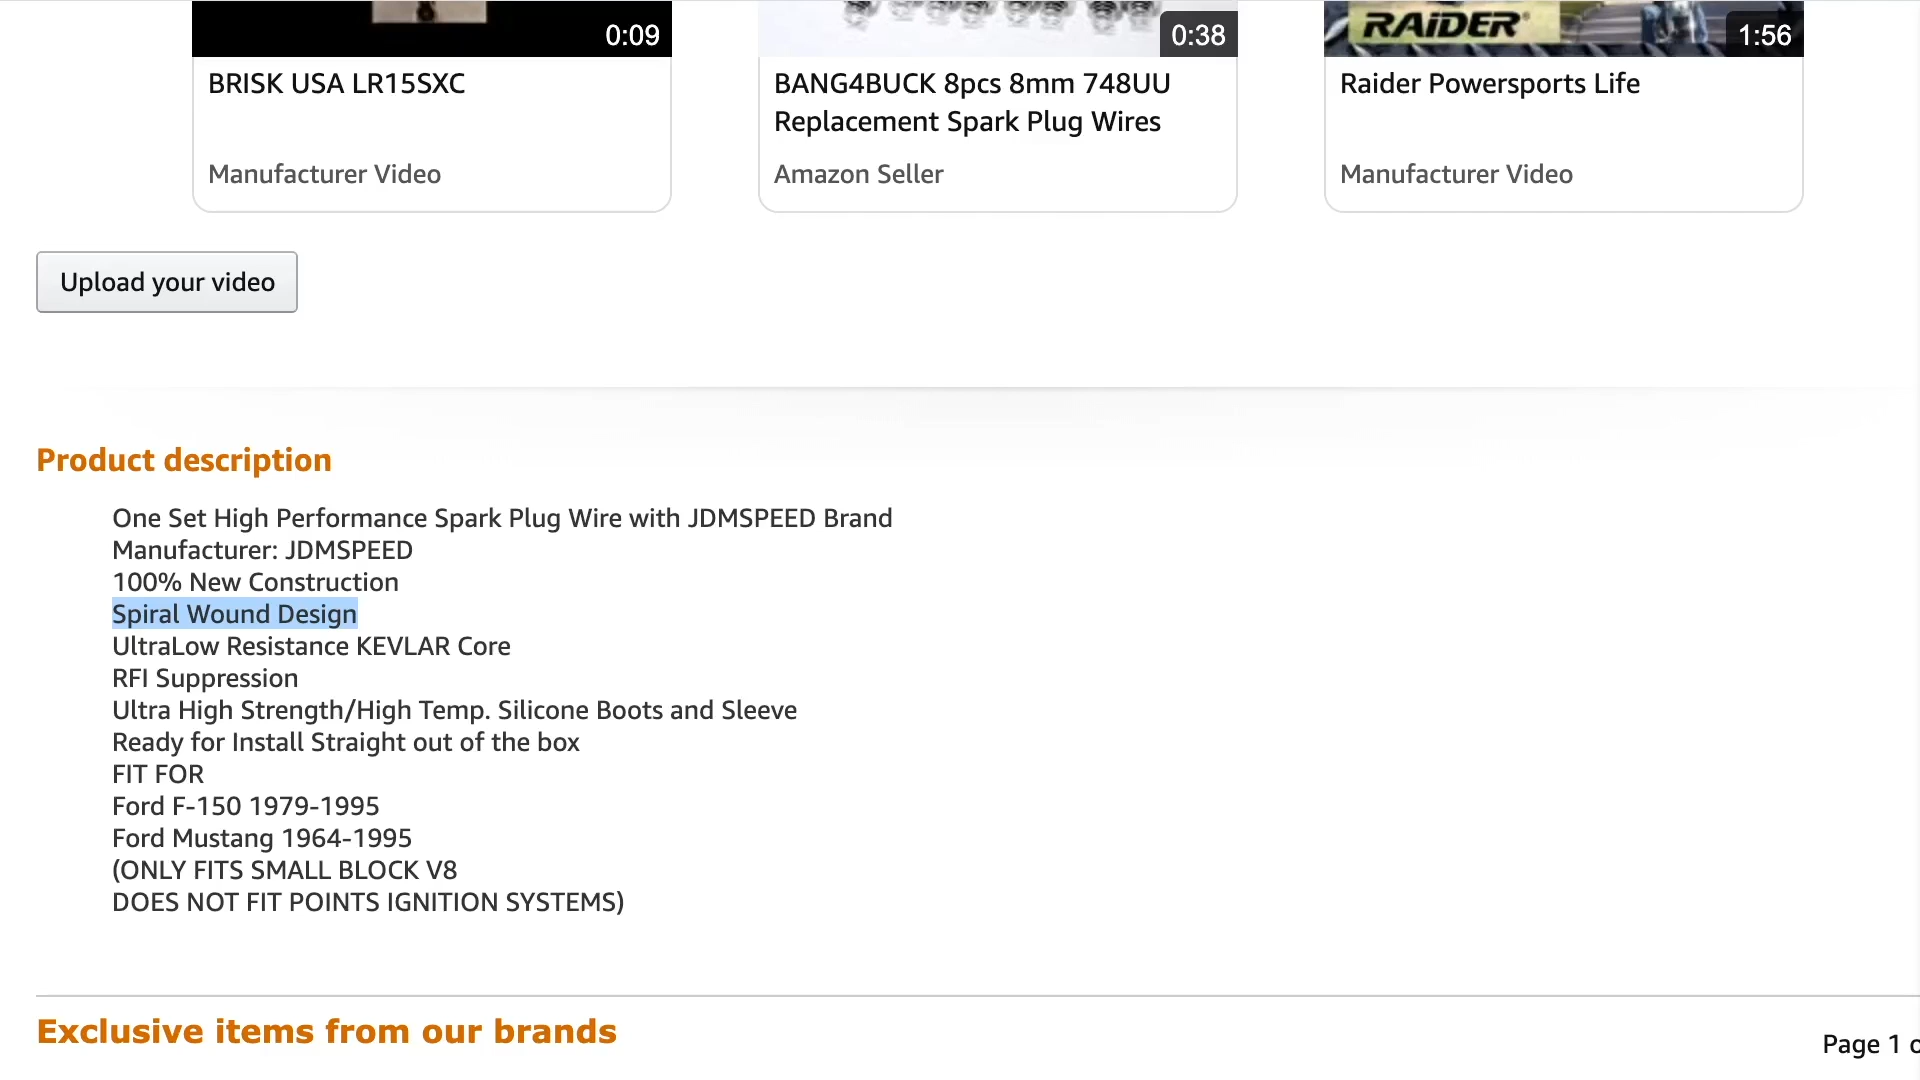 0:09
0:38
RAiDER
1:56
BRISK USA LR15SXC
BANG4BUCK 8pcs 8mm 748UU
Replacement Spark Plug Wires
Raider Powersports Life
Manufacturer Video
Amazon Seller
Manufacturer Video
Upload your video
Product description
One Set High Performance Spark Plug Wire with JDMSPEED Brand
Manufacturer: JDMSPEED
100% New Construction
Spiral Wound Design
UltraLow Resistance KEVLAR Core
RFI Suppression
Ultra High Strength/High Temp. Silicone Boots and Sleeve
Ready for Install Straight out of the box
FIT FOR
Ford F-150 1979-1995
Ford Mustang 1964-1995
(ONLY FITS SMALL BLOCK V8
DOES NOT FIT POINTS IGNITION SYSTEMS)
Exclusive items from our brands
Page 1